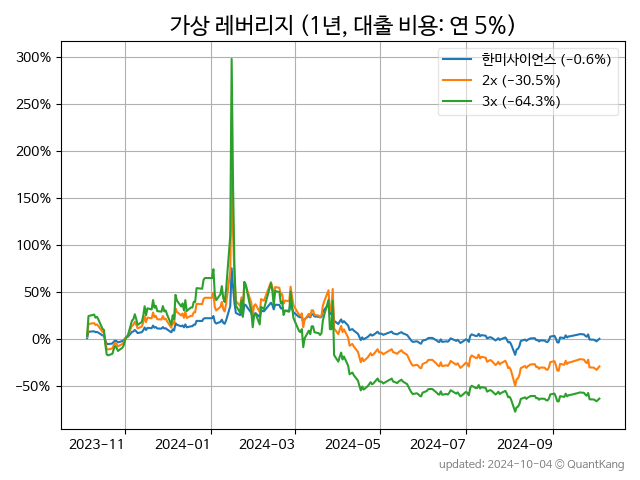 가상 레버리지 (1년, 대출 비용: 연 5%)
300%
250%
200%
150%
100%
50%
0%
−50%
한미사이언스 (−0.6%)
2x (−30.5%)
3x (−64.3%)
2023-11
2024-01
2024-03
2024-05
2024-07
2024-09
updated: 2024-10-04 © QuantKang